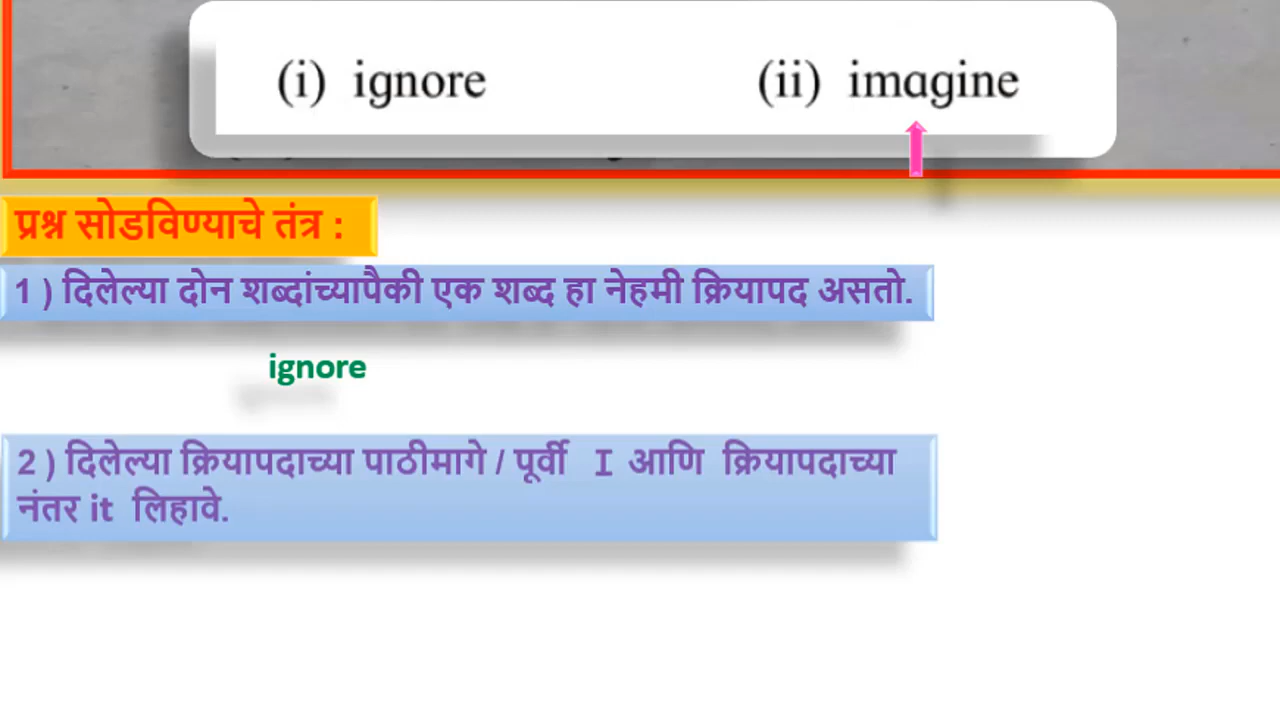 (i) ignore (ii) imagine
प्रश्न सोडविण्याचे तंत्र :
1 ) दिलेल्या दोन शब्दांच्यापैकी एक शब्द हा नेहमी क्रियापद असतो.
ignore
2 ) दिलेल्या क्रियापदाच्या पाठीमागे / पूर्वी I आणि क्रियापदाच्या
नंतर it लिहावे.